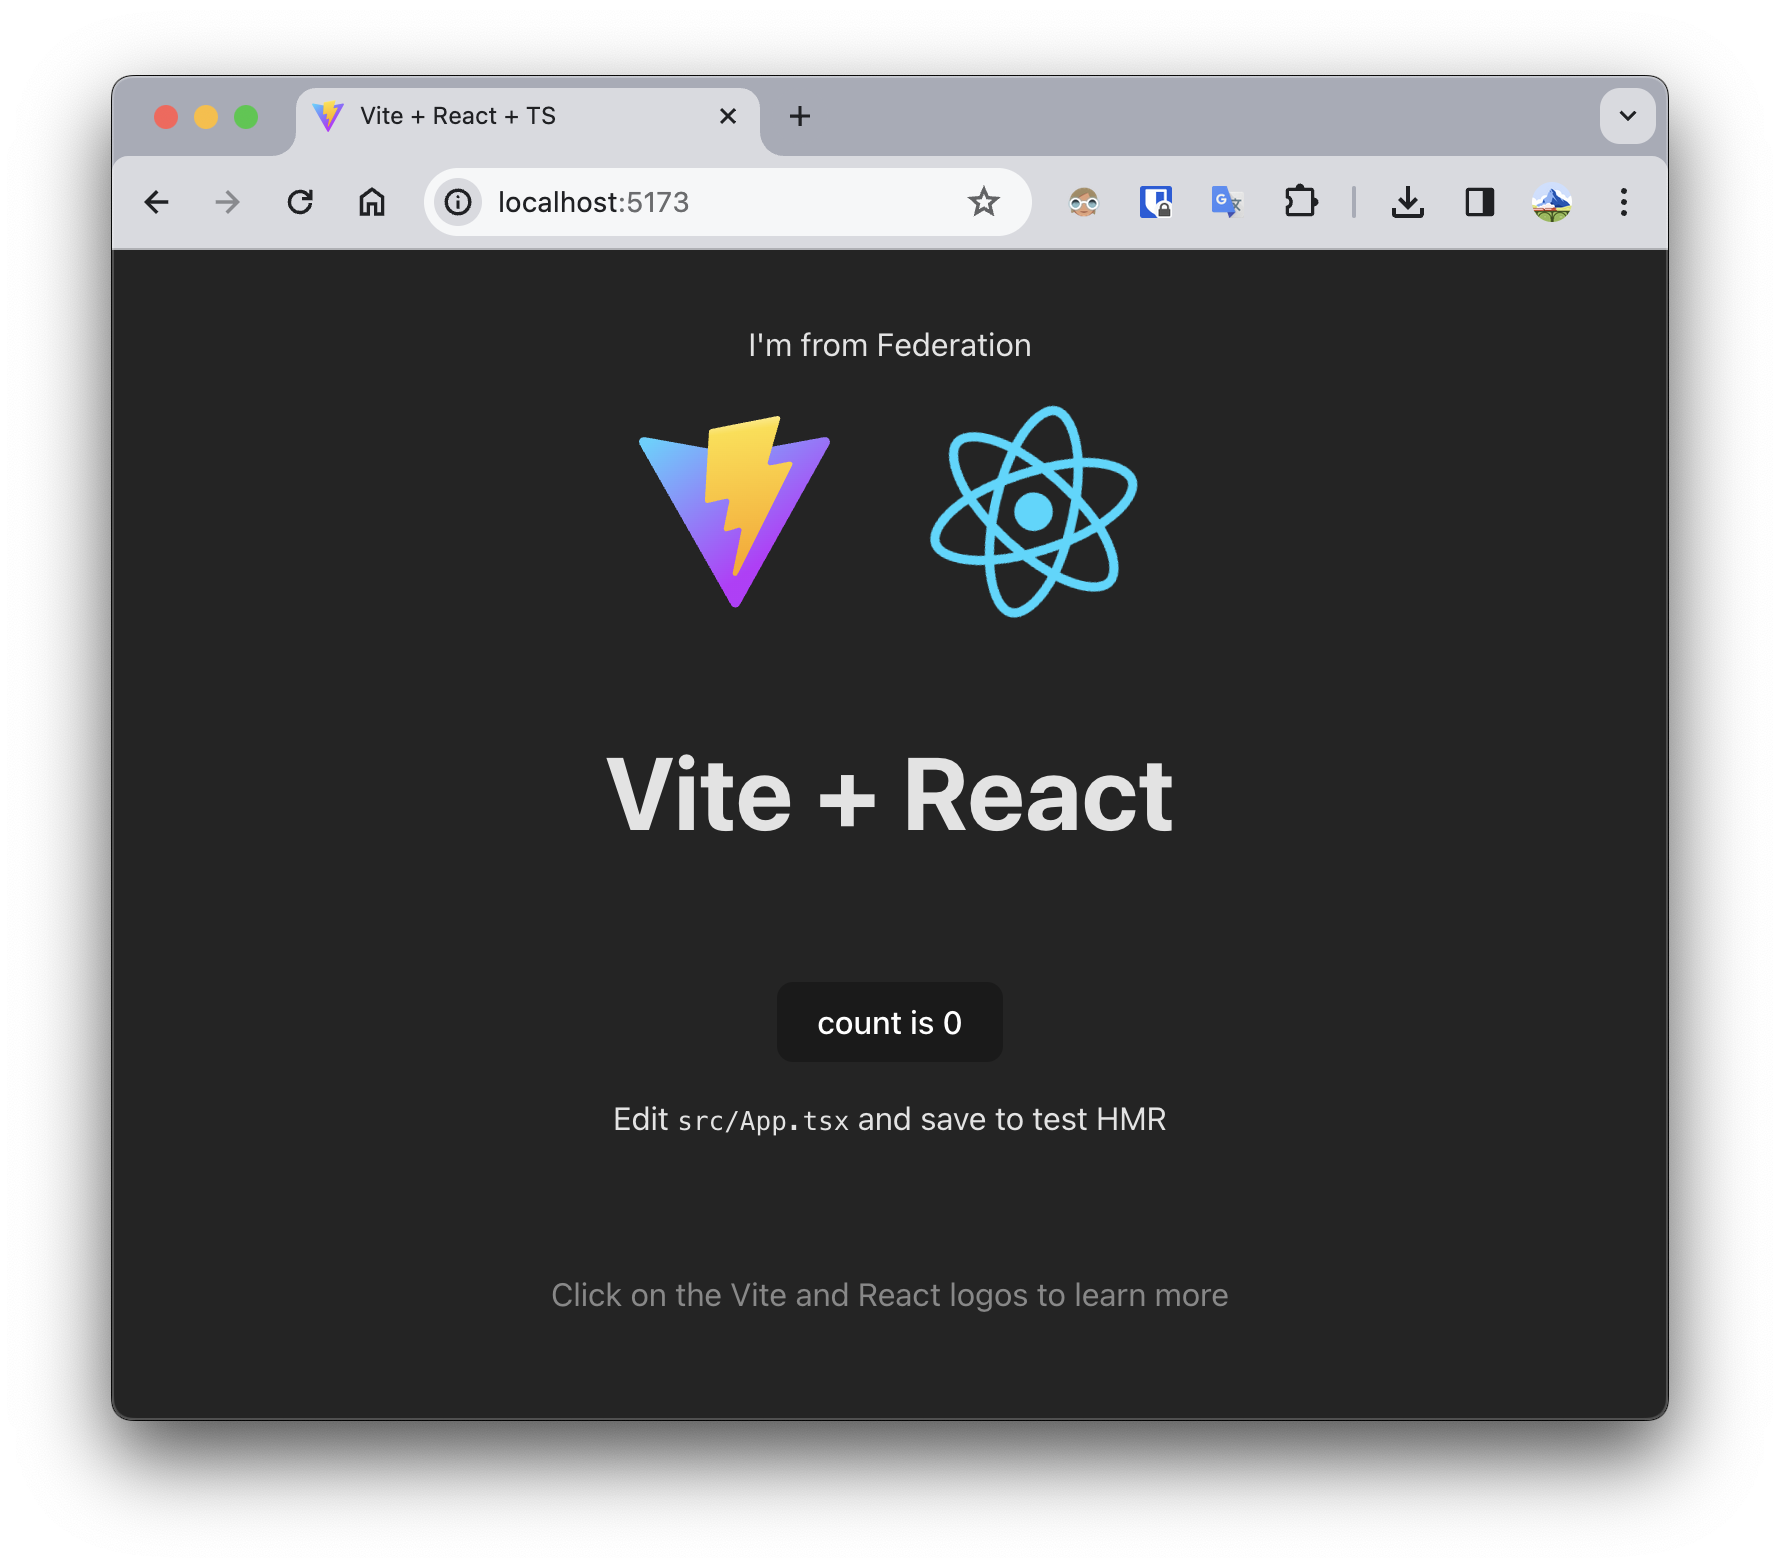 Vite + React + TS
localhost:5173
I'm from Federation
Vite + React
count is 0
Edit src/App.tsx and save to test HMR
Click on the Vite and React logos to learn more